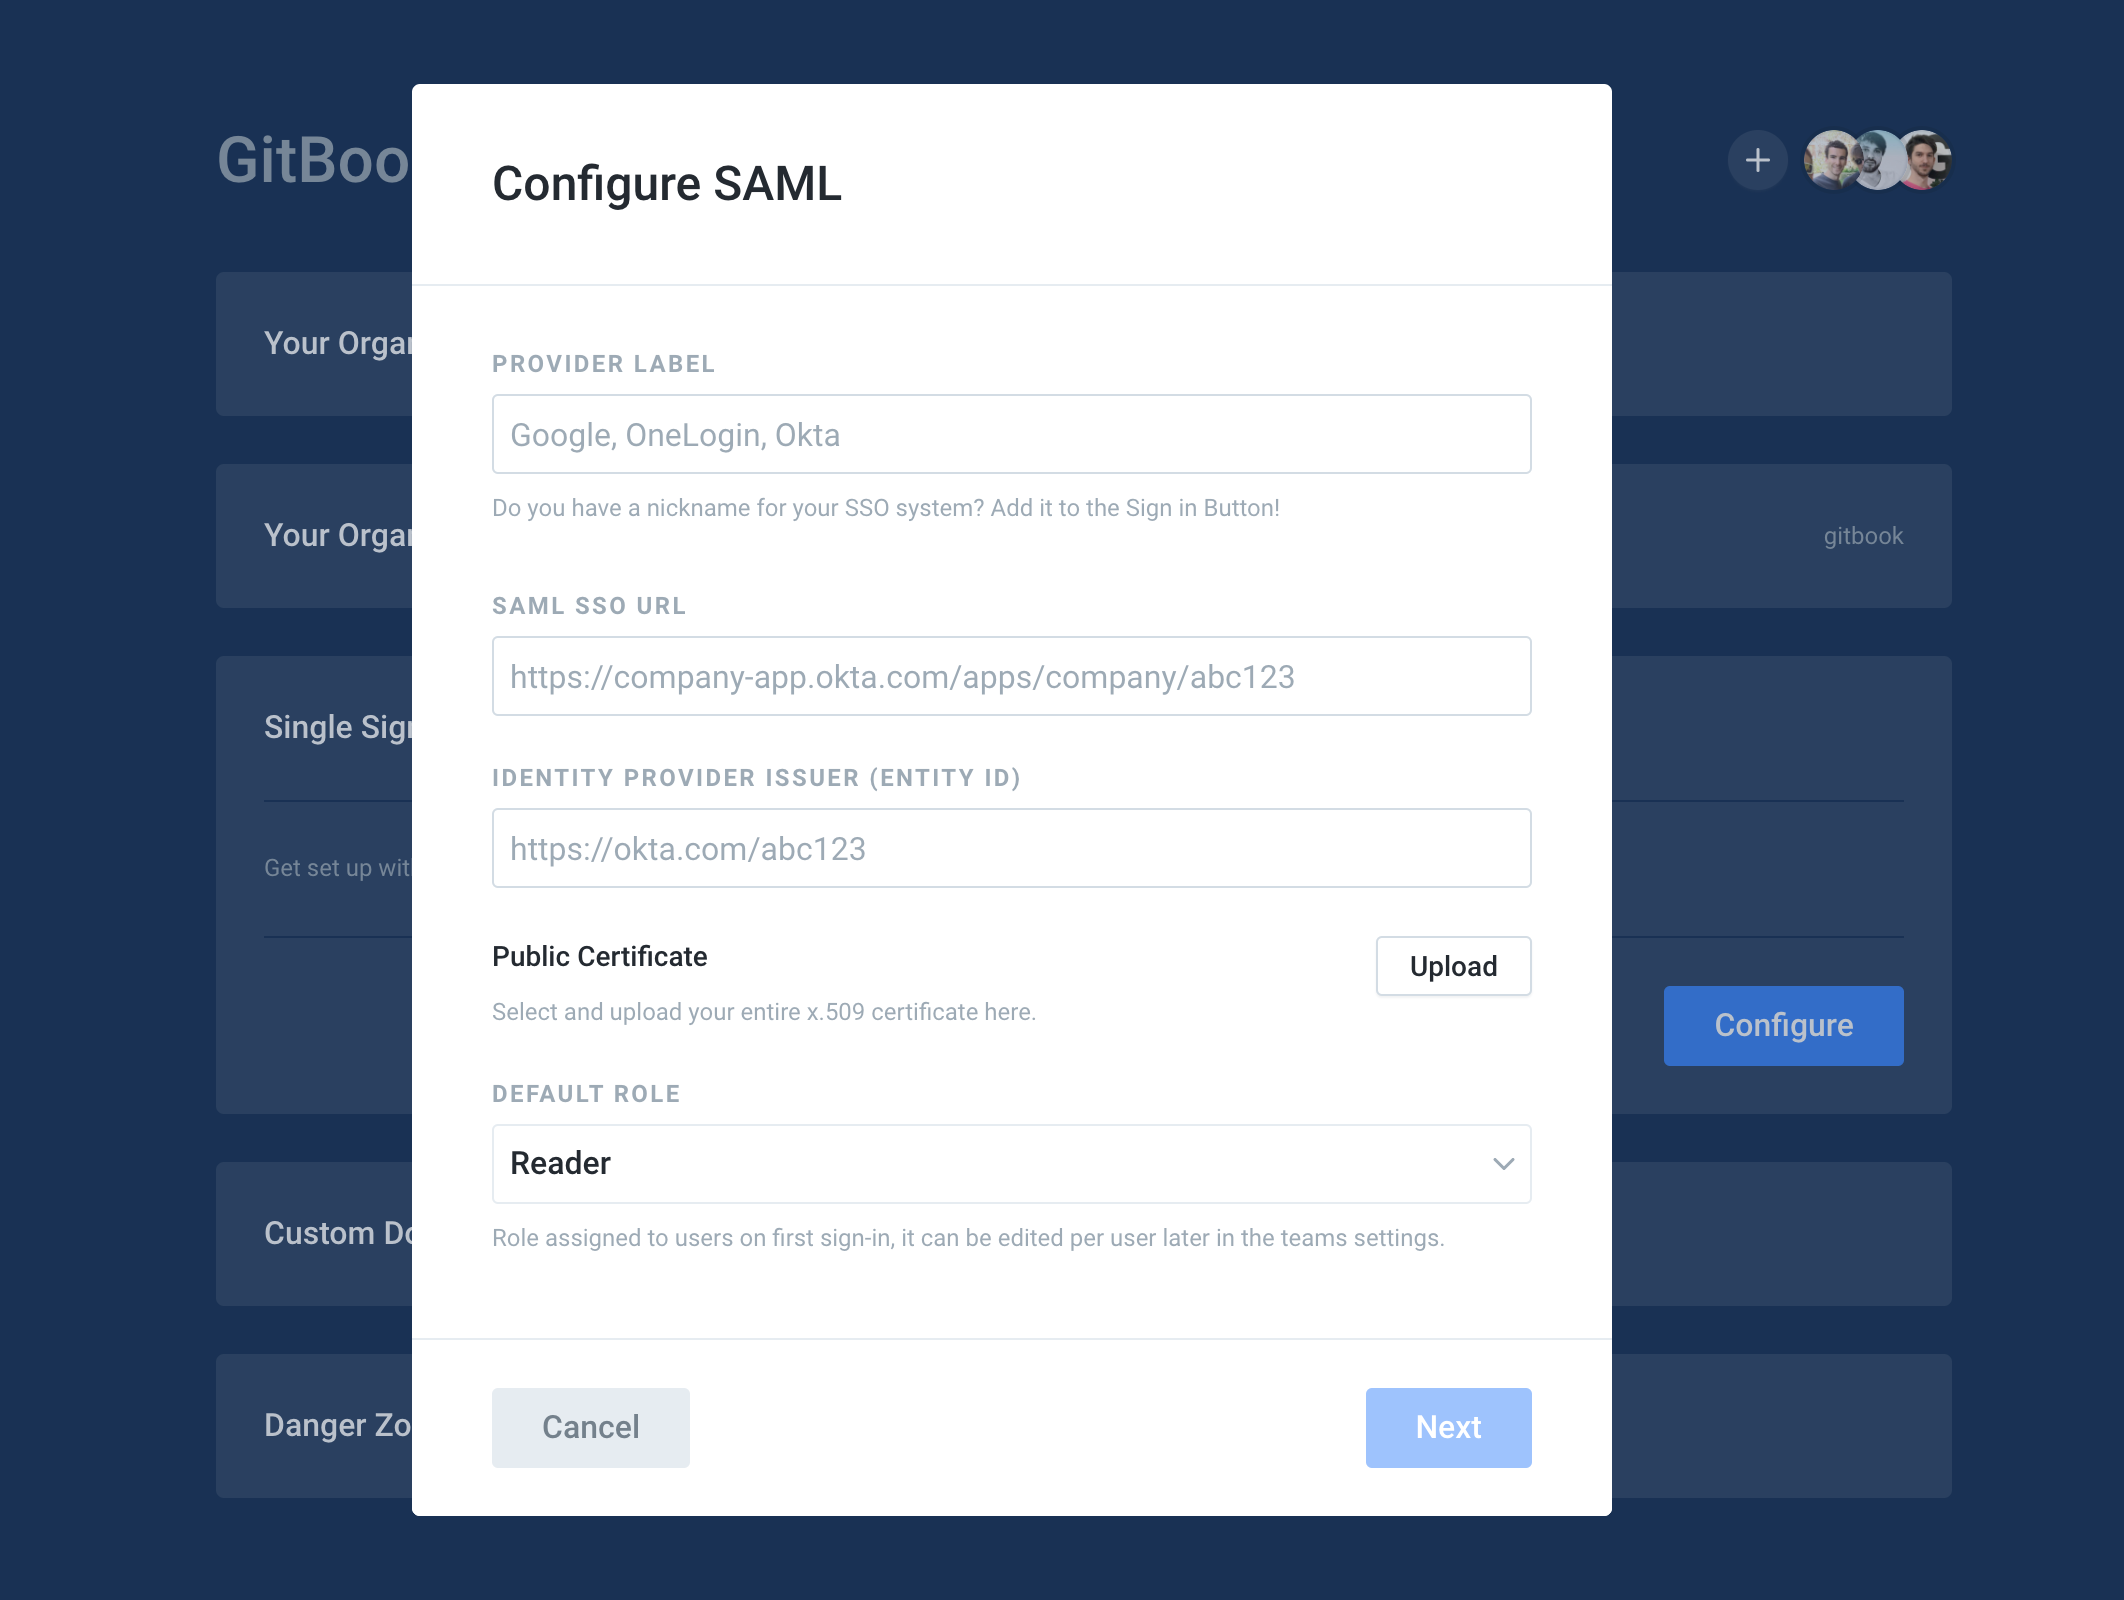 GitBoo
Configure SAML
Your Organ
PROVIDER LABEL
Google, OneLogin, Okta
Do you have a nickname for your SSO system? Add it to the Sign in Button!
Your Organ
gitbook
SAML SSO URL
https://company-app.okta.com/apps/company/abc123
Single Sign
IDENTITY PROVIDER ISSUER (ENTITY ID)
https://okta.com/abc123
Get set up with
Public Certificate
Upload
Select and upload your entire x.509 certificate here.
Configure
DEFAULT ROLE
Reader
Custom Do
Role assigned to users on first sign-in, it can be edited per user later in the teams settings.
Danger Zo
Cancel
Next